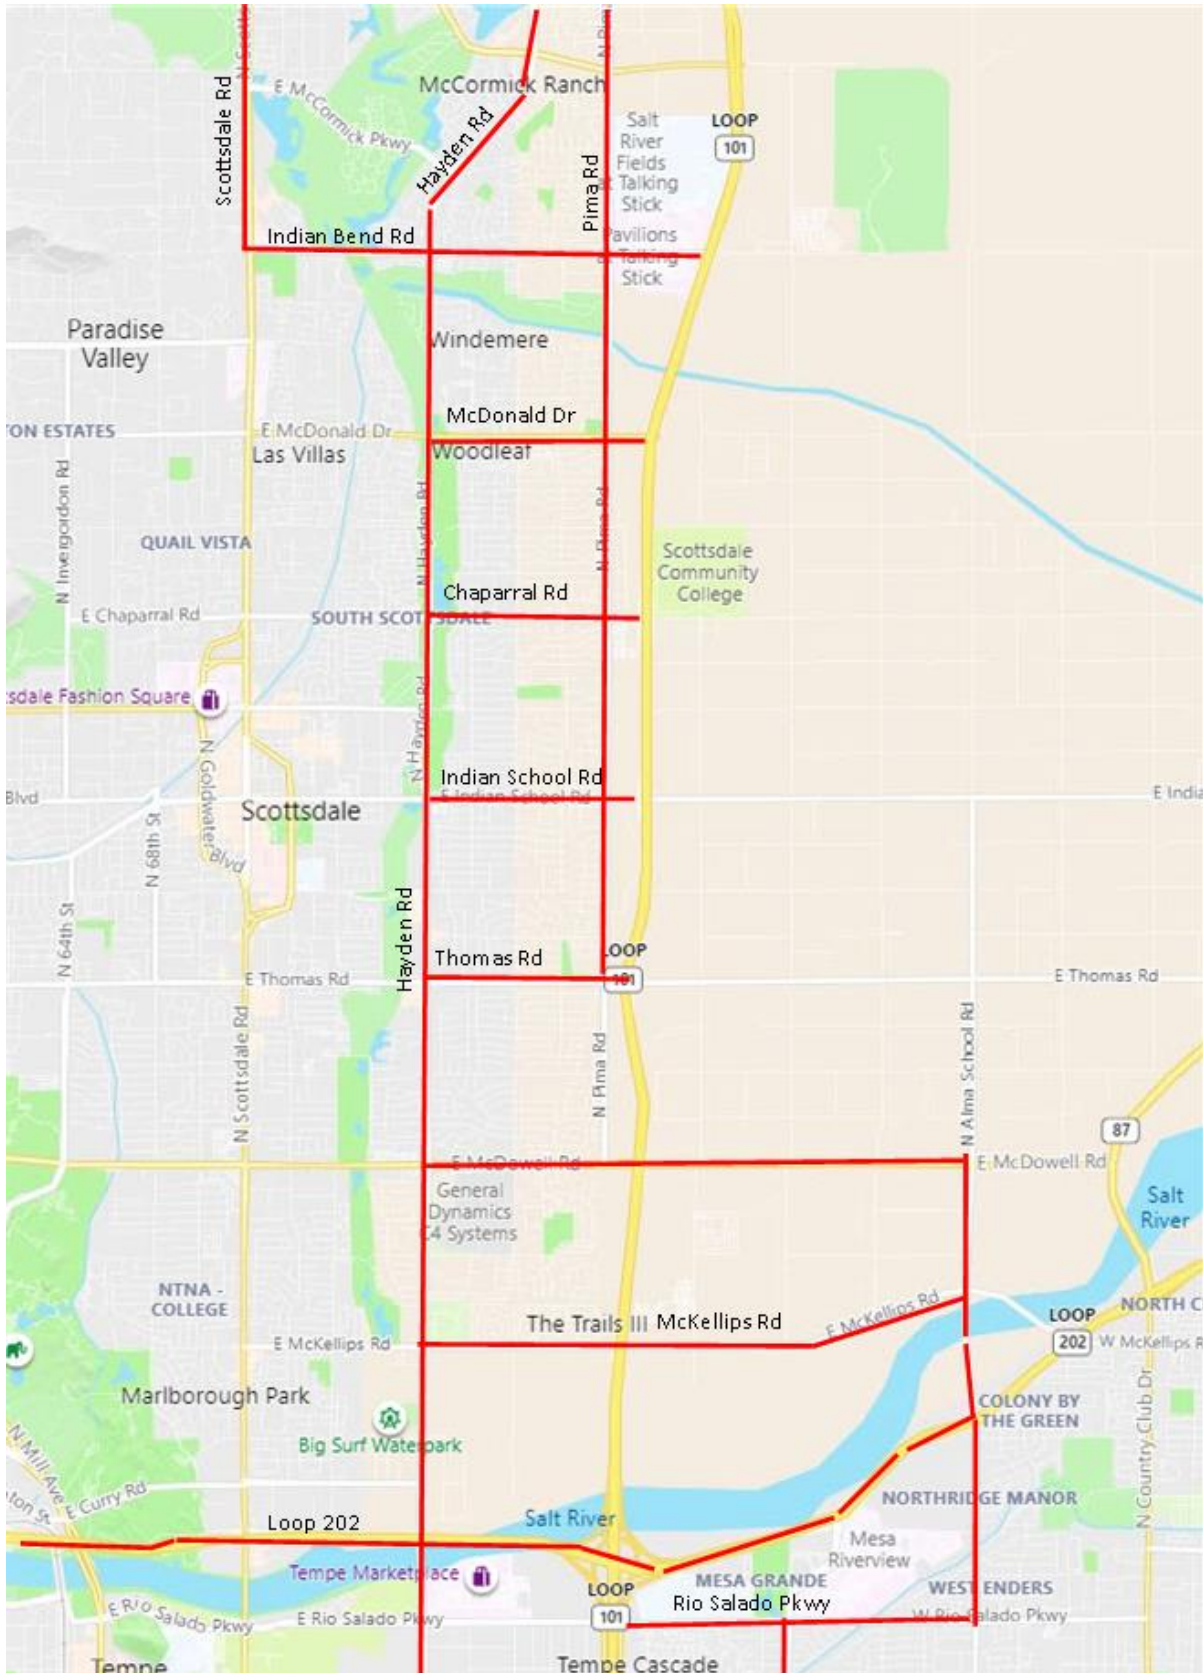 N Scotts
N Pima
McCormick Ranch
E McCormick Pkwy
Scottsdale Rd
Hayden Rd
Pima Rd
Salt
River
Fields
at Talking
Stick
LOOP
101
Indian Bend Rd
Pavilions
at Talking
Stick
Paradise
Valley
Windemere
McDonald Dr
TON ESTATES
E McDonald Dr
Las Villas
Woodleaf
N Invergordon Rd
N Hayden Rd
N Pima Rd
QUAIL VISTA
Scottsdale
Community
College
Chaparral Rd
E Chaparral Rd
SOUTH SCOTTSDALE
tsdale Fashion Square
N Hayden Rd
N Goldwater Blvd
Indian School Rd
E Indian School Rd
Blvd
E India
Scottsdale
N 68th St
N 64th St
Hayden Rd
Thomas Rd
LOOP
101
E Thomas Rd
E Thomas Rd
N Scottsdale Rd
N Pima Rd
N Alma School Rd
87
E McDowell Rd
E McDowell Rd
General
Dynamics
C4 Systems
Salt
River
NTNA -
COLLEGE
E McKellips Rd
The Trails III
McKellips Rd
E McKellips Rd
NORTH C
LOOP
202
W McKellips R
Marlborough Park
COLONY BY
THE GREEN
N Country Club Dr
Big Surf Waterpark
N Mill Ave
E Curry Rd
NORTHRIDGE MANOR
Loop 202
Salt River
Mesa
Riverview
Tempe Marketplace
MESA GRANDE
WEST ENDERS
LOOP
101
Rio Salado Pkwy
E Rio Salado Pkwy
E Rio Salado Pkwy
W Rio Salado Pkwy
Tempe
Tempe Cascade